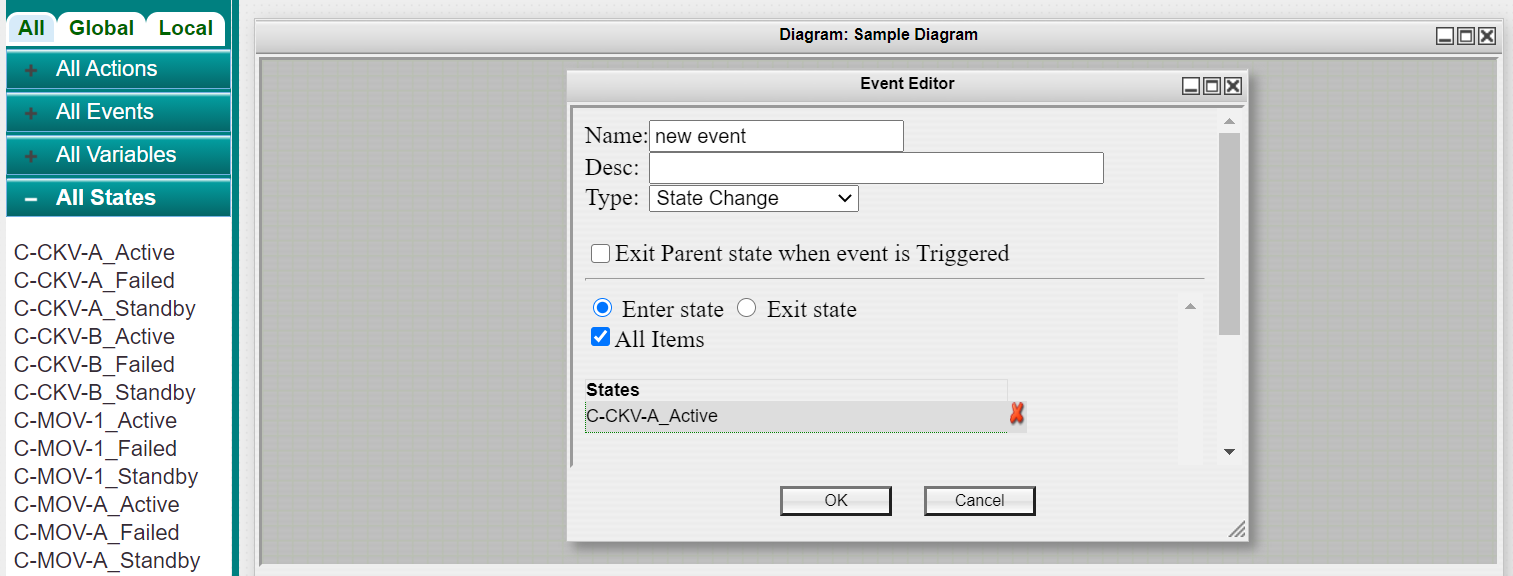 All Global Local
All Actions
All Events
All Variables
All States
C-CKV-A_Active
C-CKV-A_Failed
C-CKV-A_Standby
C-CKV-B_Active
C-CKV-B_Failed
C-CKV-B_Standby
C-MOV-1_Active
C-MOV-1_Failed
C-MOV-1_Standby
C-MOV-A_Active
C-MOV-A_Failed
C-MOV-A_Standby
Diagram: Sample Diagram
Event Editor
Name: new event
Desc:
Type: State Change
Exit Parent state when event is Triggered
Enter state Exit state
All Items
States
C-CKV-A_Active
OK Cancel